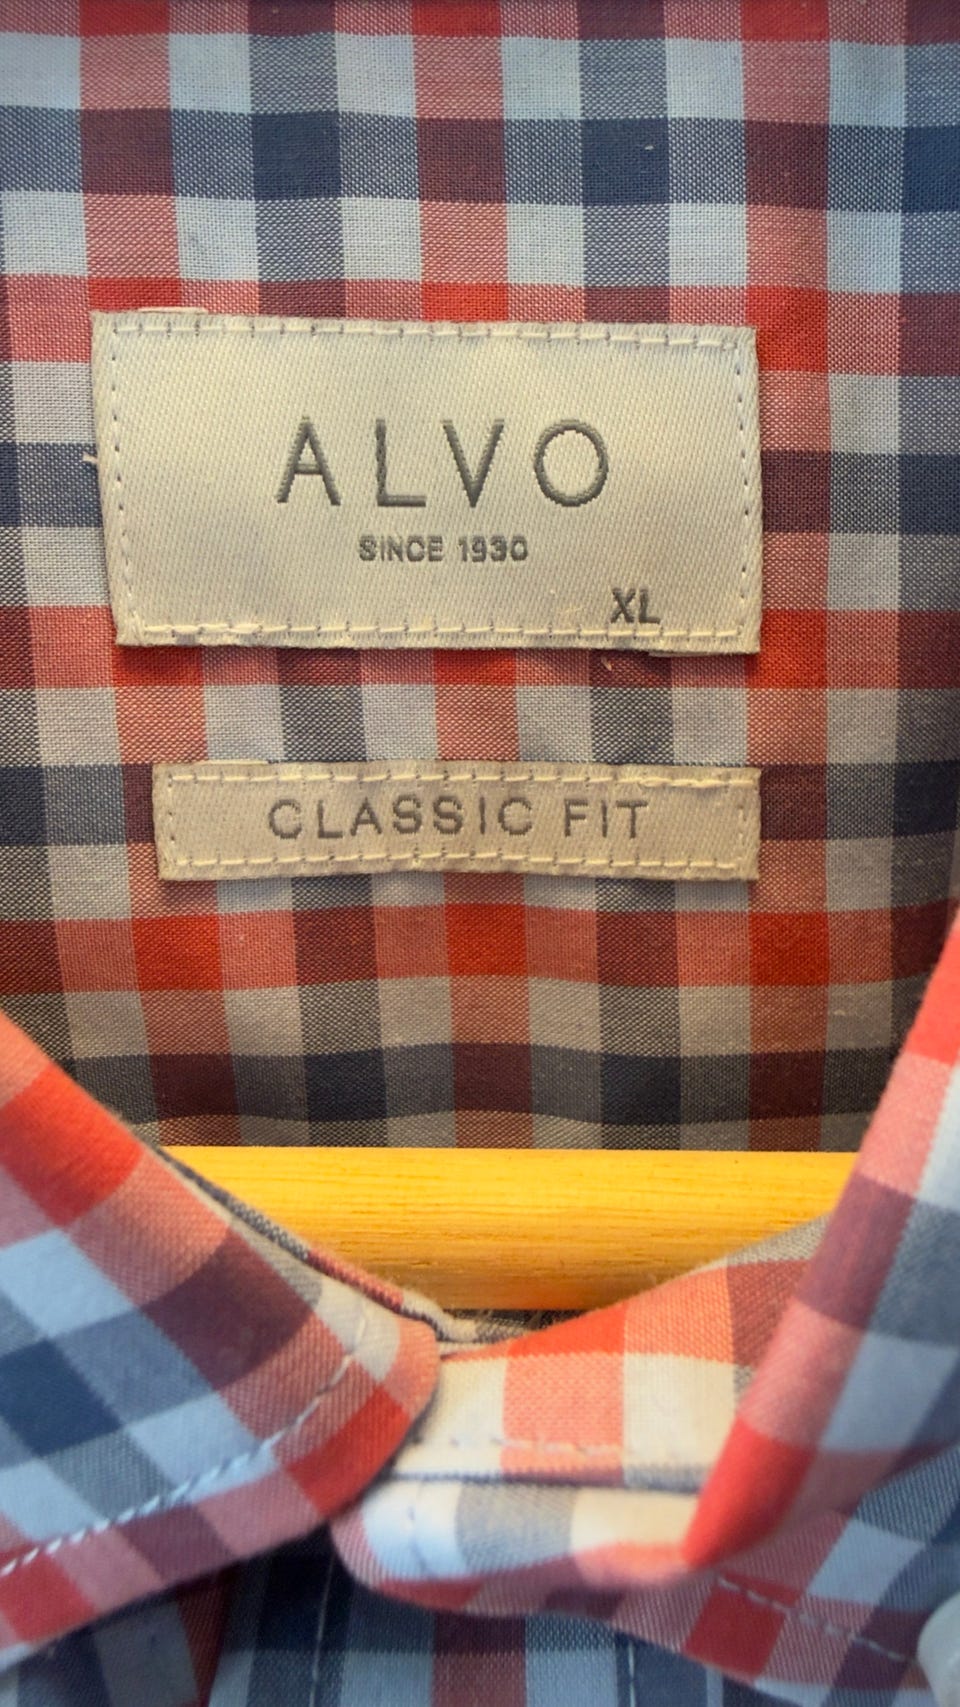 ALVO
SINCE 1930
XL
CLASSIC FIT